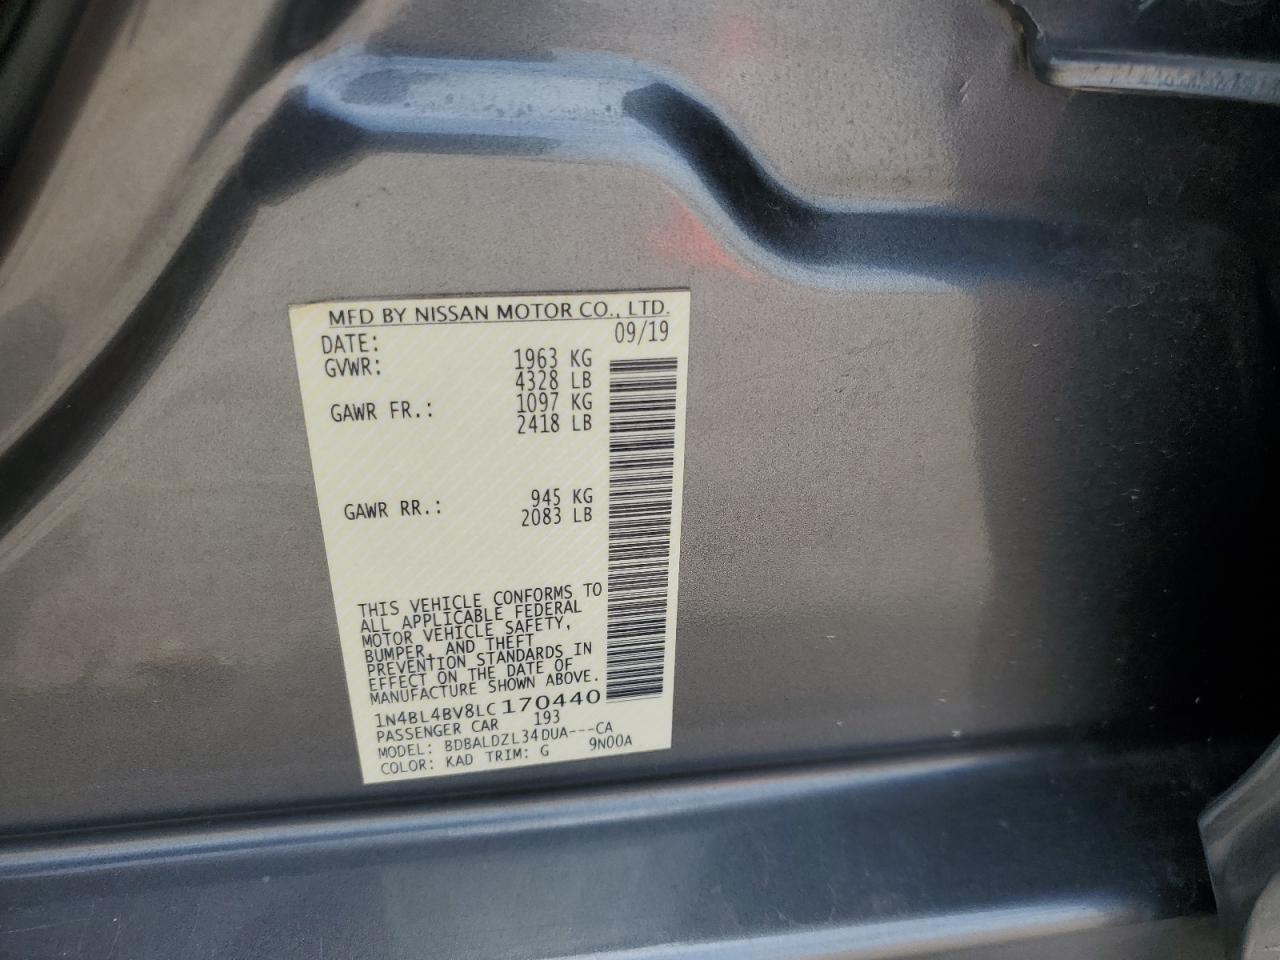 MFD BY NISSAN MOTOR CO., LTD.
DATE: 09/19
GVWR: 1963 KG
4328 LB
GAWR FR.: 1097 KG
2418 LB
GAWR RR.: 945 KG
2083 LB
THIS VEHICLE CONFORMS TO
ALL APPLICABLE FEDERAL
MOTOR VEHICLE SAFETY,
BUMPER, AND THEFT
PREVENTION STANDARDS IN
EFFECT ON THE DATE OF
MANUFACTURE SHOWN ABOVE.
1N4BL4BV8LC170440
PASSENGER CAR 193
MODEL: BDBALDZL34DUA---CA
COLOR: KAD TRIM: G 9N00A